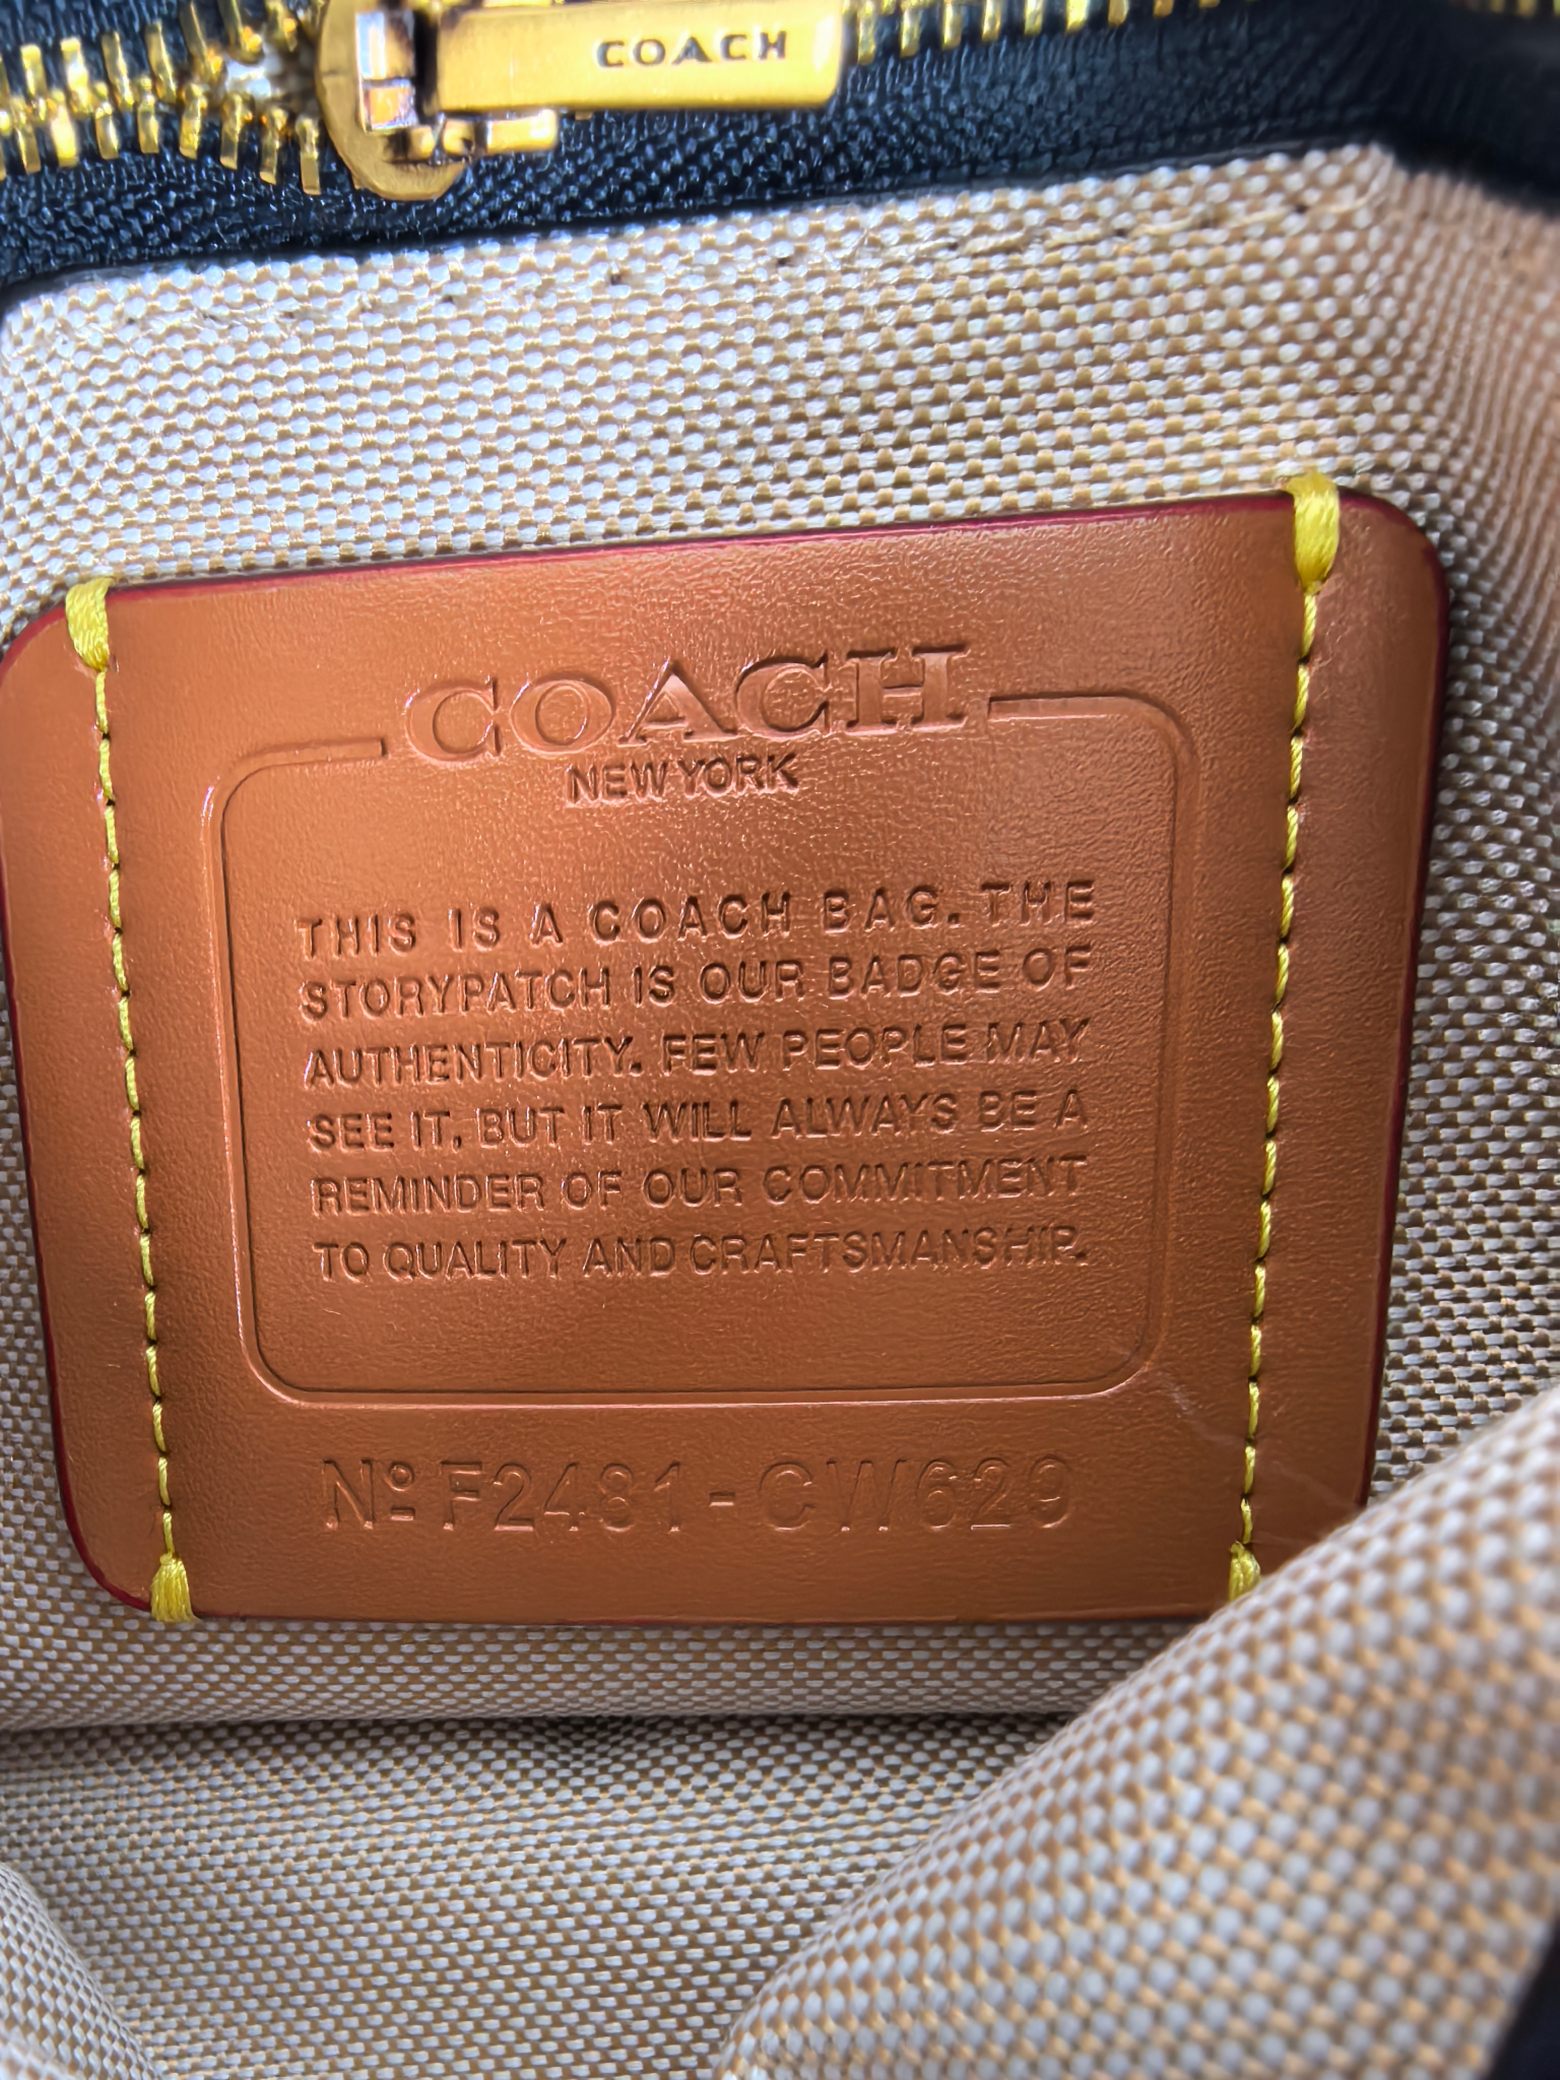 COACH
COACH
NEW YORK
THIS IS A COACH BAG. THE
STORYPATCH IS OUR BADGE OF
AUTHENTICITY. FEW PEOPLE MAY
SEE IT, BUT IT WILL ALWAYS BE A
REMINDER OF OUR COMMITMENT
TO QUALITY AND CRAFTSMANSHIP.
Nº F2481-CW629